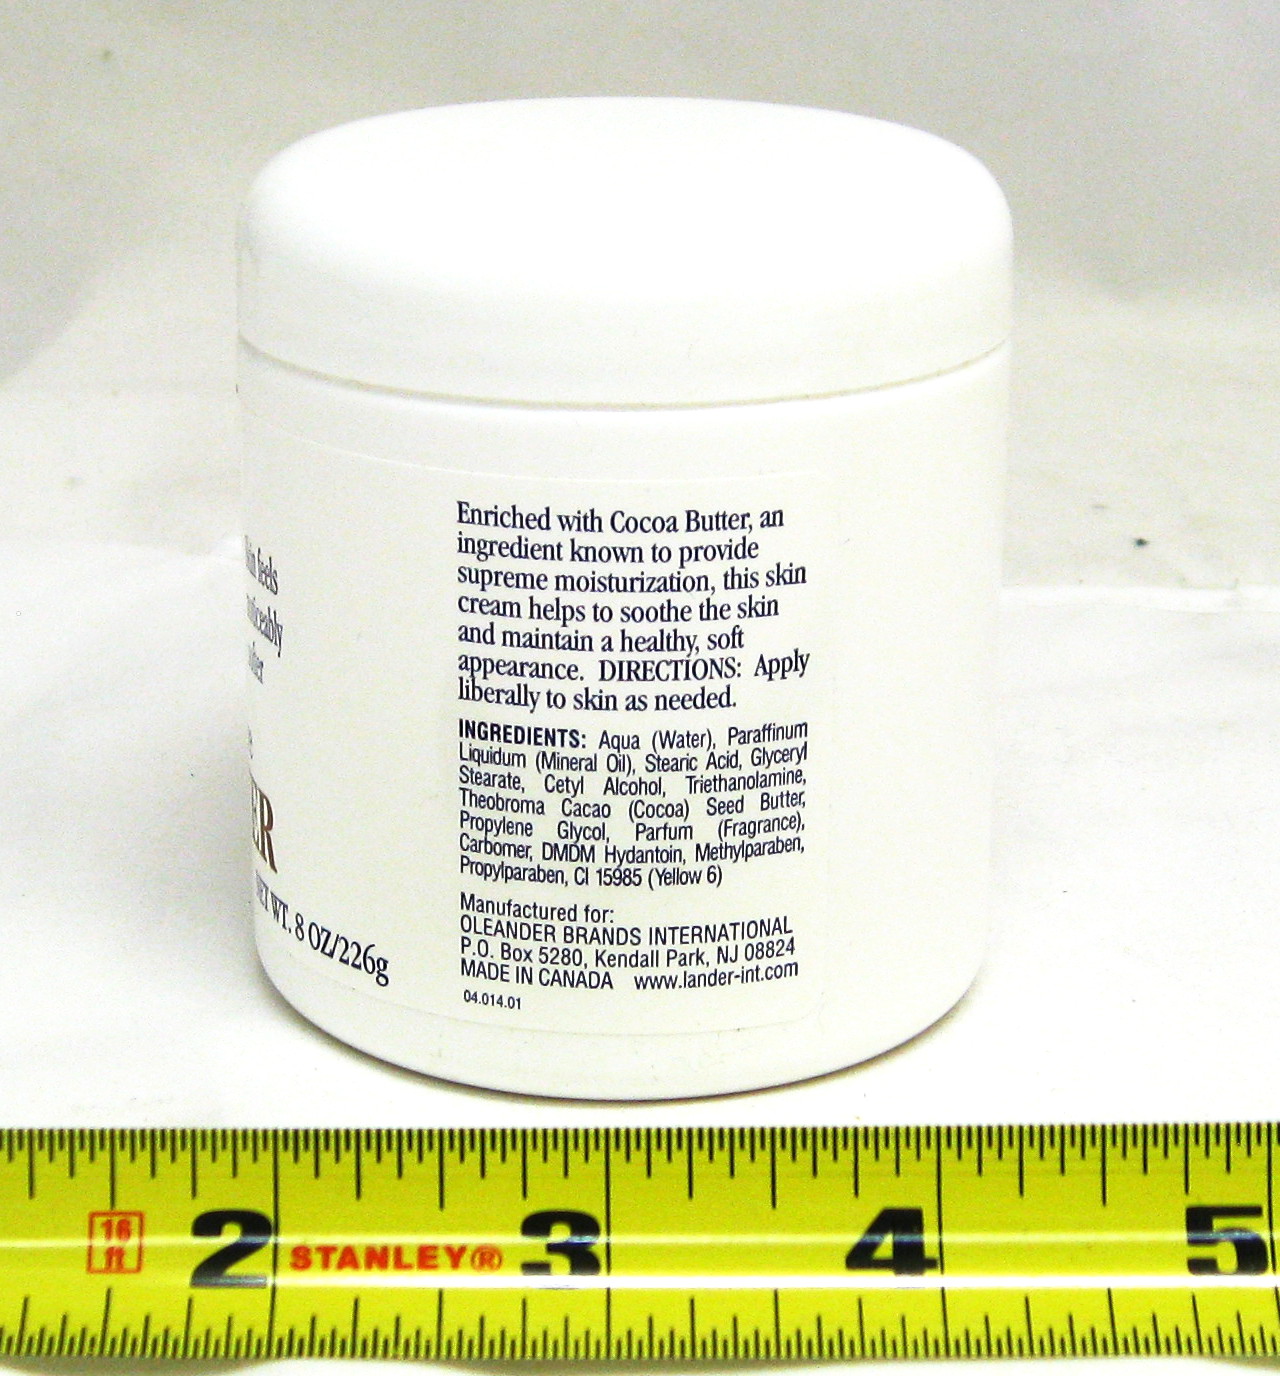 feels
Enriched with Cocoa Butter, an
ingredient known to provide
supreme moisturization, this skin
cream helps to soothe the skin
and maintain a healthy, soft
appearance. DIRECTIONS: Apply
liberally to skin as needed.
INGREDIENTS: Aqua (Water), Paraffinum
Liquidum (Mineral Oil), Stearic Acid, Glyceryl
Stearate, Cetyl Alcohol, Triethanolamine,
Theobroma Cacao (Cocoa) Seed Butter,
Propylene Glycol, Parfum (Fragrance),
Carbomer, DMDM Hydantoin, Methylparaben,
Propylparaben, CI 15985 (Yellow 6)
Manufactured for:
OLEANDER BRANDS INTERNATIONAL
P.O. Box 5280, Kendall Park, NJ 08824
MADE IN CANADA www.lander-int.com
04.014.01
NET WT. 8 OZ/226g
16 ft
2 STANLEY® 3 4 5